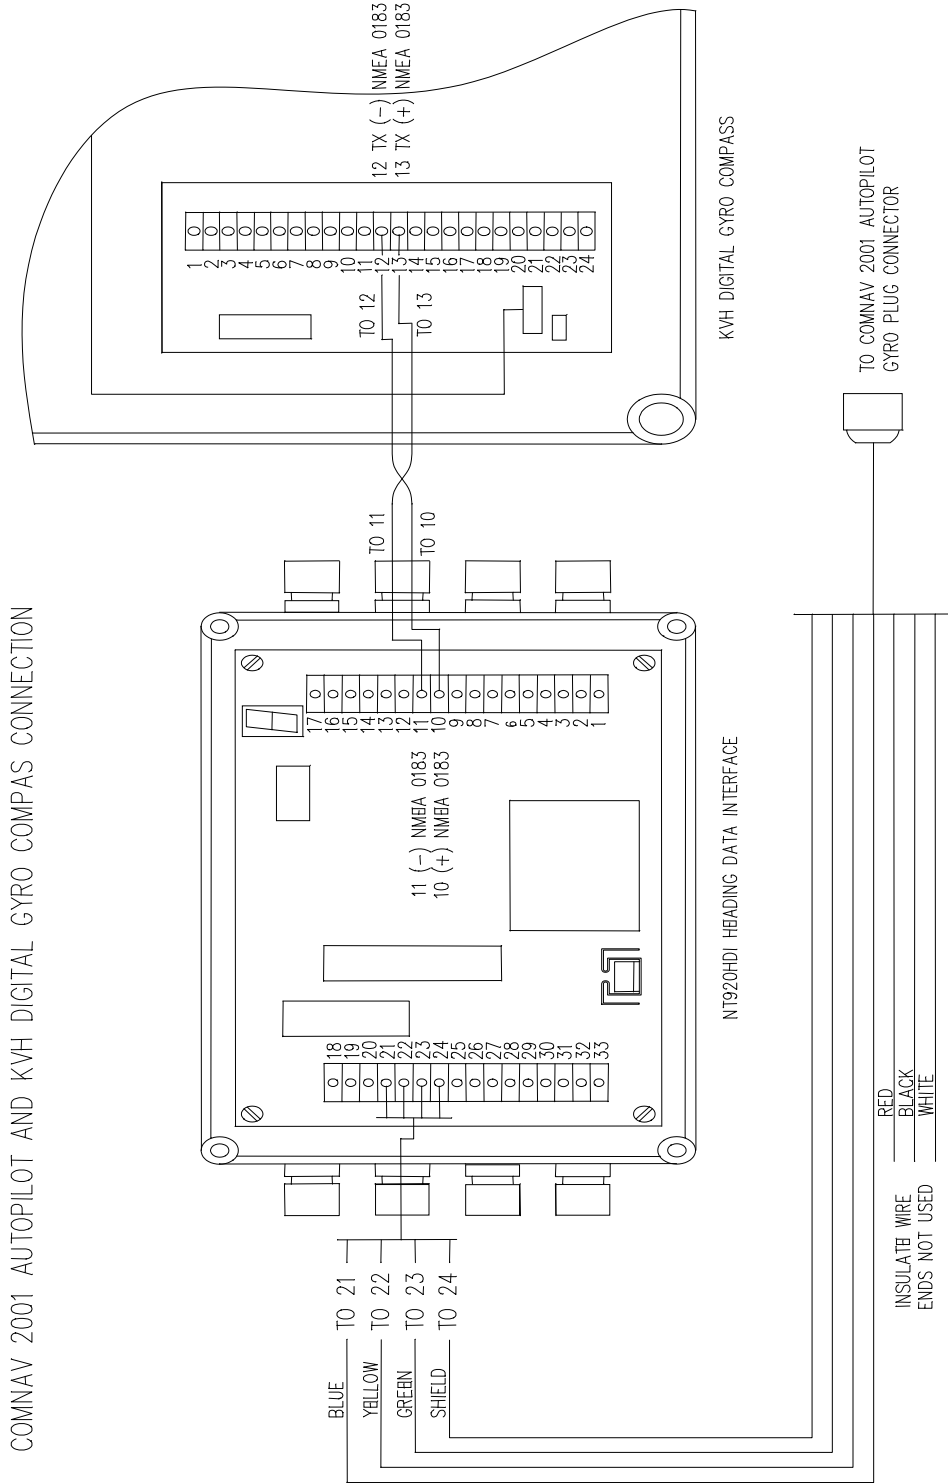 COMNAV 2001 AUTOPILOT AND KVH DIGITAL GYRO COMPAS CONNECTION
BLUE
TO 21
YELLOW
TO 22
GREEN
TO 23
SHIELD
TO 24
18
19
20
21
22
23
24
25
26
27
28
29
30
31
32
33
11 (-) NMEA 0183
10 (+) NMEA 0183
17
16
15
14
13
12
11
10
9
8
7
6
5
4
3
2
1
NT920HDI HEADING DATA INTERFACE
TO 11
TO 10
TO 12
TO 13
1
2
3
4
5
6
7
8
9
10
11
12
13
14
15
16
17
18
19
20
21
22
23
24
12 TX (-) NMEA 0183
13 TX (+) NMEA 0183
KVH DIGITAL GYRO COMPASS
INSULATE WIRE
ENDS NOT USED
RED
BLACK
WHITE
TO COMNAV 2001 AUTOPILOT
GYRO PLUG CONNECTOR